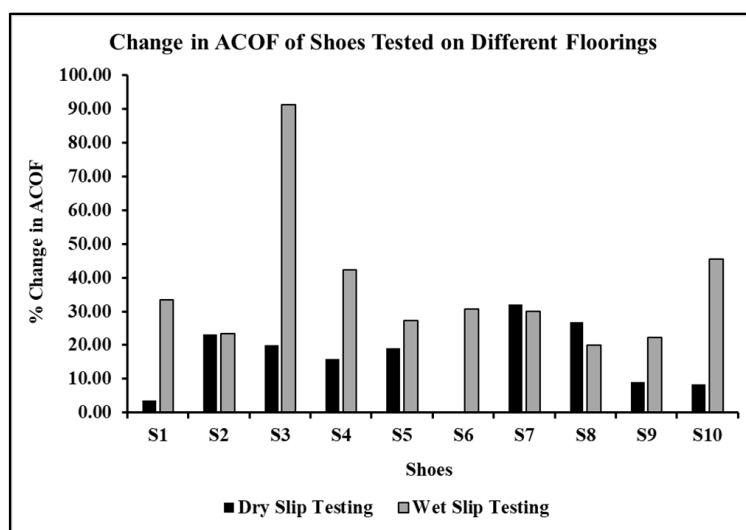 Change in ACOF of Shoes Tested on Different Floorings
100.00
90.00
80.00
70.00
60.00
50.00
40.00
30.00
20.00
10.00
0.00
% Change in ACOF
S1 S2 S3 S4 S5 S6 S7 S8 S9 S10
Shoes
Dry Slip Testing Wet Slip Testing